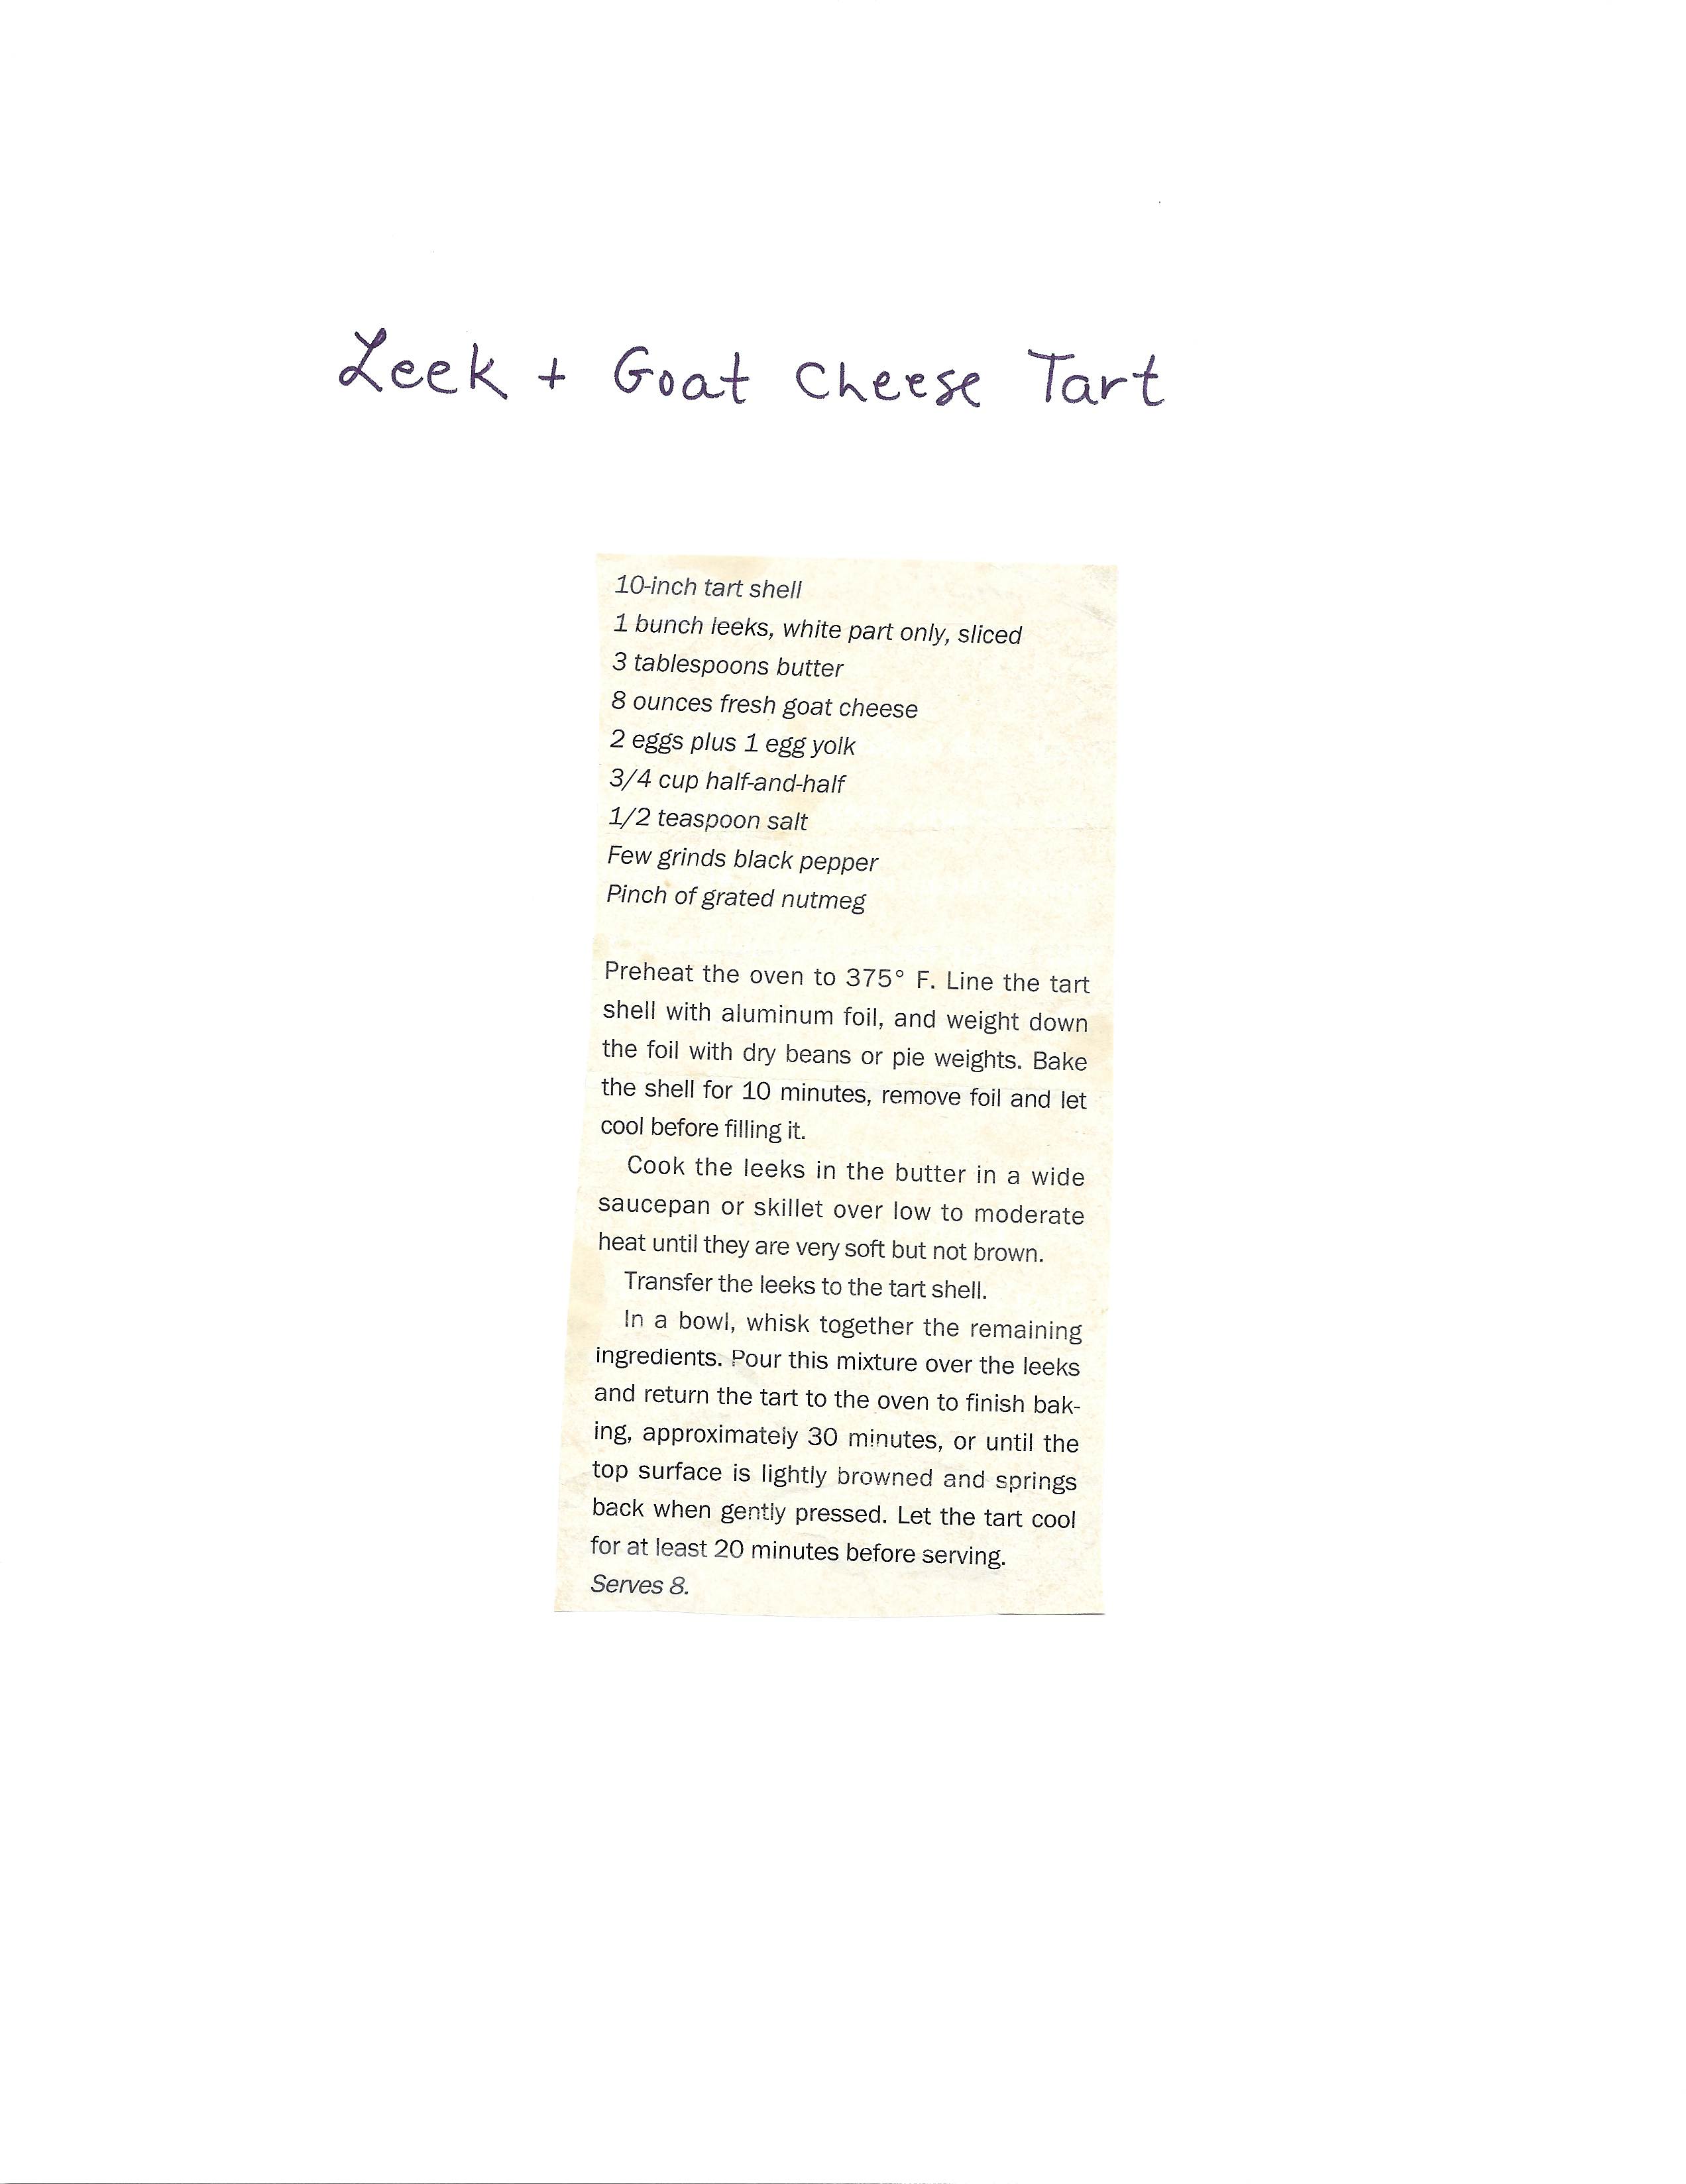 Leek + Goat Cheese Tart
10-inch tart shell
1 bunch leeks, white part only, sliced
3 tablespoons butter
8 ounces fresh goat cheese
2 eggs plus 1 egg yolk
3/4 cup half-and-half
1/2 teaspoon salt
Few grinds black pepper
Pinch of grated nutmeg
Preheat the oven to 375° F. Line the tart
shell with aluminum foil, and weight down
the foil with dry beans or pie weights. Bake
the shell for 10 minutes, remove foil and let
cool before filling it.
Cook the leeks in the butter in a wide
saucepan or skillet over low to moderate
heat until they are very soft but not brown.
Transfer the leeks to the tart shell.
In a bowl, whisk together the remaining
ingredients. Pour this mixture over the leeks
and return the tart to the oven to finish bak-
ing, approximately 30 minutes, or until the
top surface is lightly browned and springs
back when gently pressed. Let the tart cool
for at least 20 minutes before serving.
Serves 8.